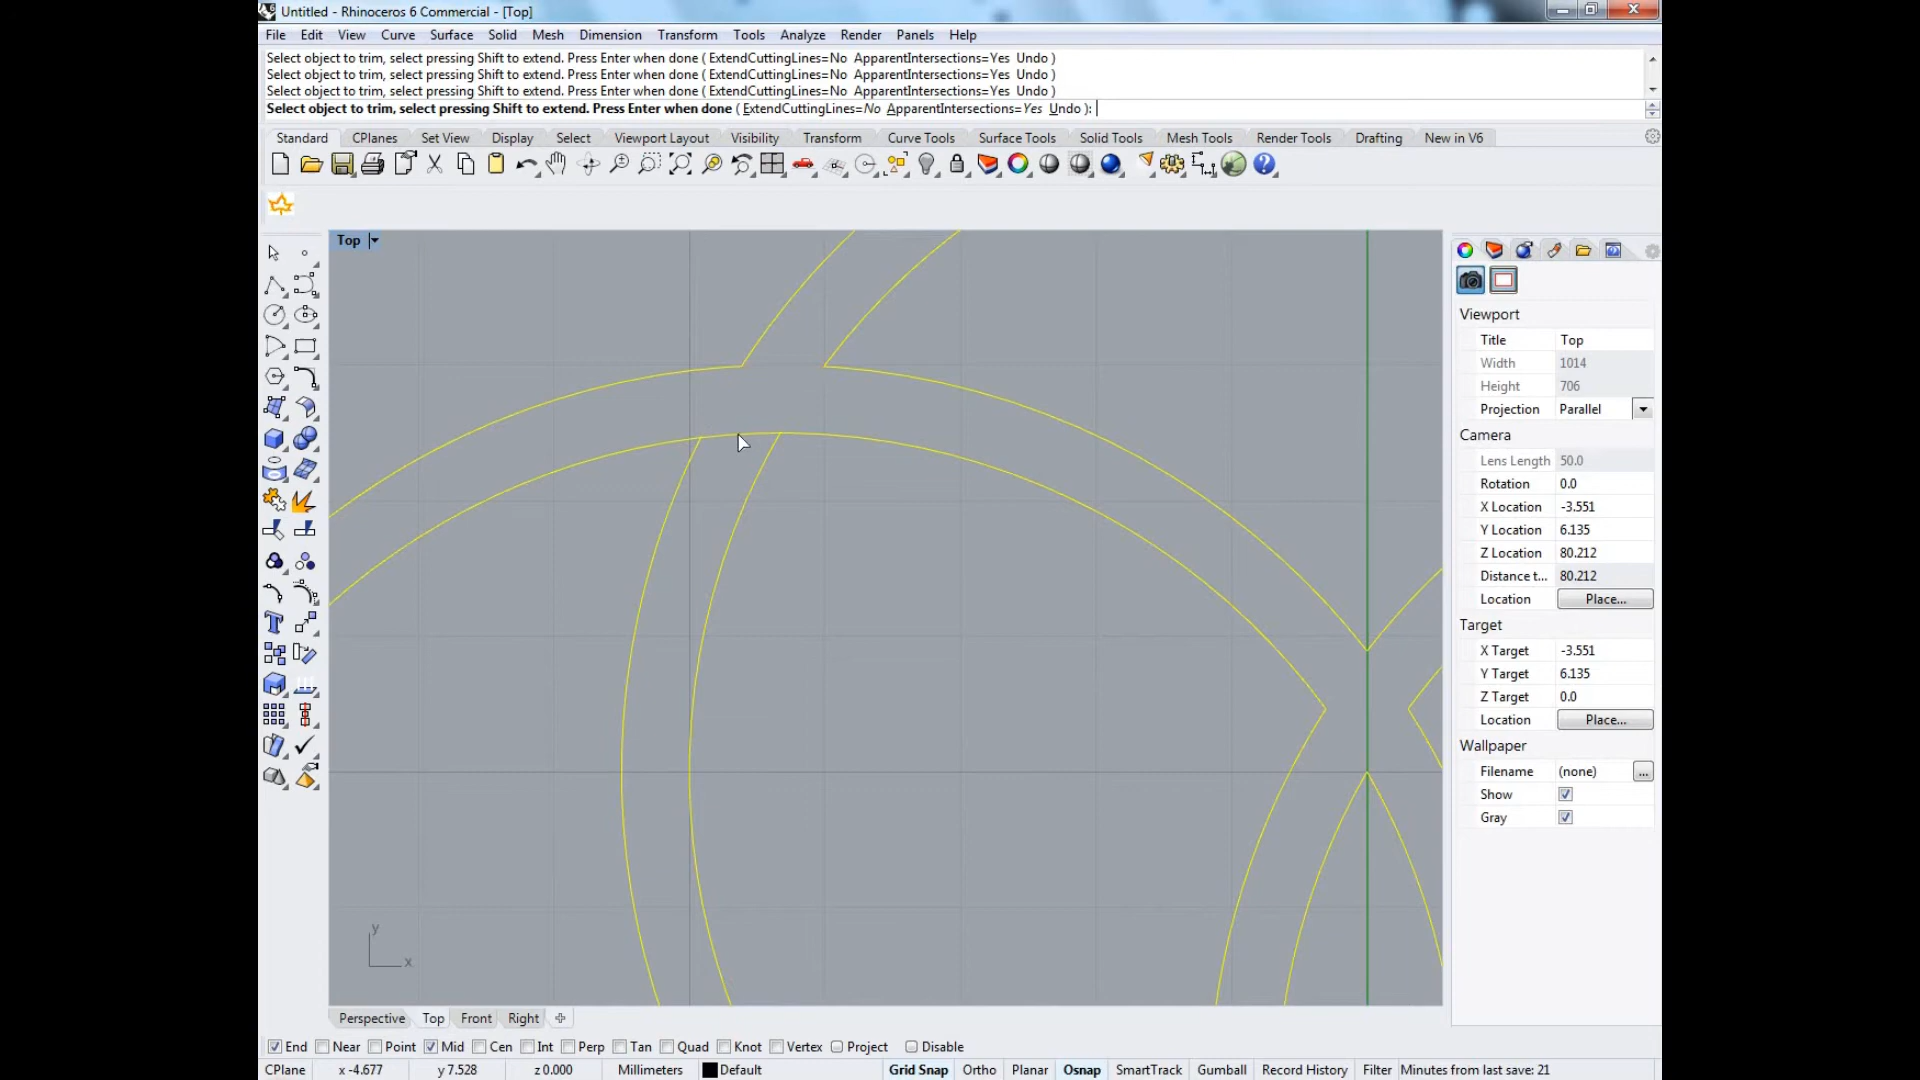 Untitled - Rhinoceros 6 Commercial - [Top]
File Edit View Curve Surface Solid Mesh Dimension Transform Tools Analyze Render Panels Help
Select object to trim, select pressing Shift to extend. Press Enter when done ( ExtendCuttingLines=No ApparentIntersections=Yes Undo )
Select object to trim, select pressing Shift to extend. Press Enter when done ( ExtendCuttingLines=No ApparentIntersections=Yes Undo )
Select object to trim, select pressing Shift to extend. Press Enter when done ( ExtendCuttingLines=No ApparentIntersections=Yes Undo )
Select object to trim, select pressing Shift to extend. Press Enter when done ( ExtendCuttingLines=No ApparentIntersections=Yes Undo ):
Standard CPlanes Set View Display Select Viewport Layout Visibility Transform Curve Tools Surface Tools Solid Tools Mesh Tools Render Tools Drafting New in V6
Top
Viewport
Title Top
Width 1014
Height 706
Projection Parallel
Camera
Lens Length 50.0
Rotation 0.0
X Location -3.551
Y Location 6.135
Z Location 80.212
Distance t... 80.212
Location Place...
Target
X Target -3.551
Y Target 6.135
Z Target 0.0
Location Place...
Wallpaper
Filename (none) ...
Show
Gray
y
x
Perspective Top Front Right
End Near Point Mid Cen Int Perp Tan Quad Knot Vertex Project Disable
CPlane x -4.677 y 7.528 z 0.000 Millimeters Default Grid Snap Ortho Planar Osnap SmartTrack Gumball Record History Filter Minutes from last save: 21